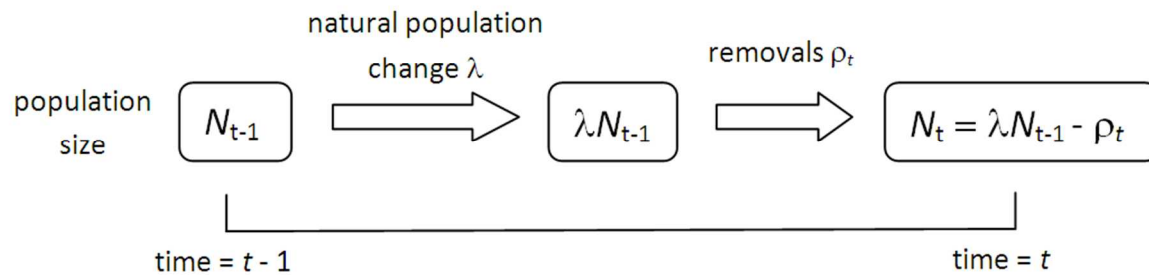 natural population
change λ
removals ρt
population
size
Nt-1
λNt-1
Nt = λNt-1 - ρt
time = t - 1
time = t